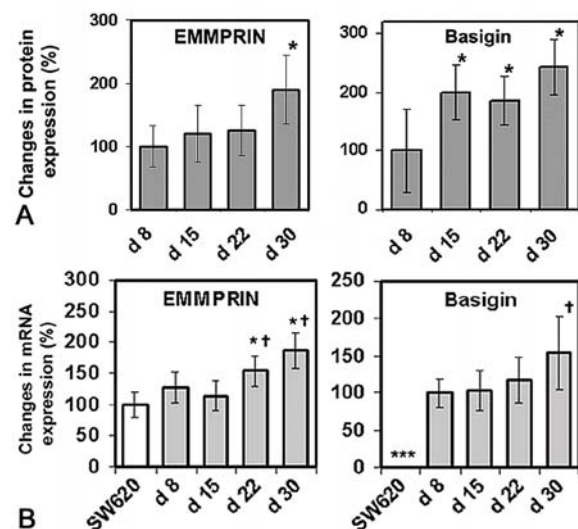 EMMPRIN
Changes in protein
expression (%)
300
200
100
0
*
d 8
d 15
d 22
d 30
A
Basigin
300
200
100
0
*
*
*
d 8
d 15
d 22
d 30
EMMPRIN
Changes in mRNA
expression (%)
300
250
200
150
100
50
0
*†
*†
SW620
d 8
d 15
d 22
d 30
B
Basigin
250
200
150
100
50
0
***
†
SW620
d 8
d 15
d 22
d 30